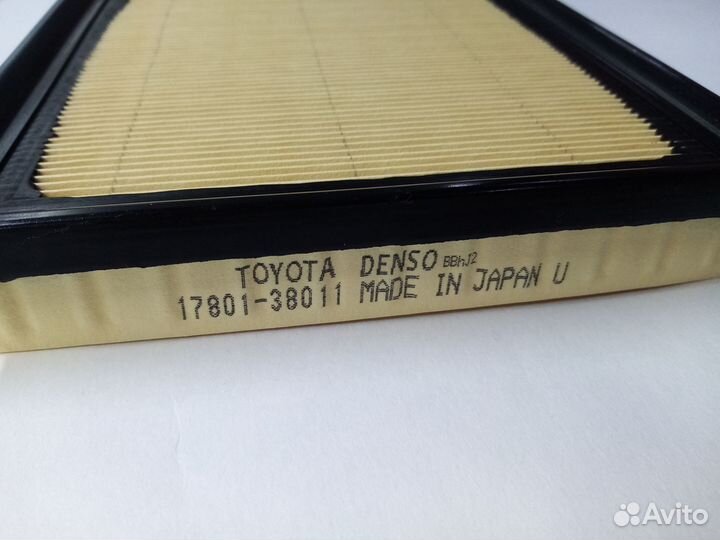 TOYOTA DENSO BBhJ2
17801-38011 MADE IN JAPAN U
Avito